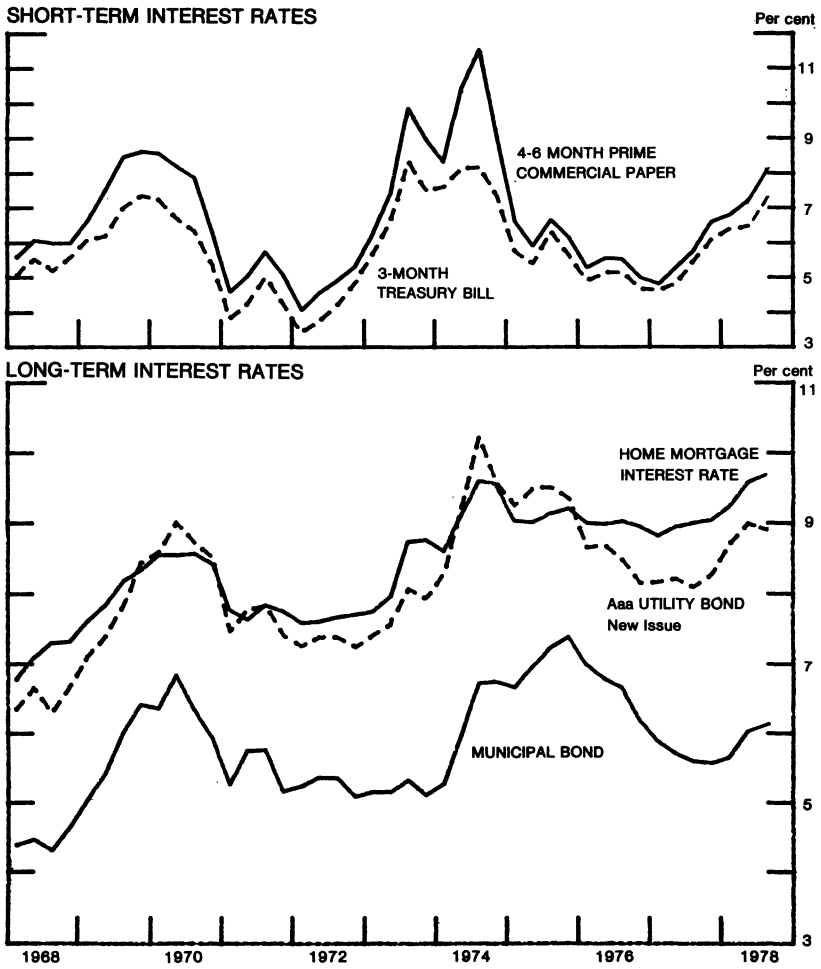 SHORT-TERM INTEREST RATES
Per cent
11
9
4-6 MONTH PRIME
COMMERCIAL PAPER
7
5
3-MONTH
TREASURY BILL
3
LONG-TERM INTEREST RATES
Per cent
11
HOME MORTGAGE
INTEREST RATE
9
Aaa UTILITY BOND
New Issue
7
MUNICIPAL BOND
5
3
1968 1970 1972 1974 1976 1978